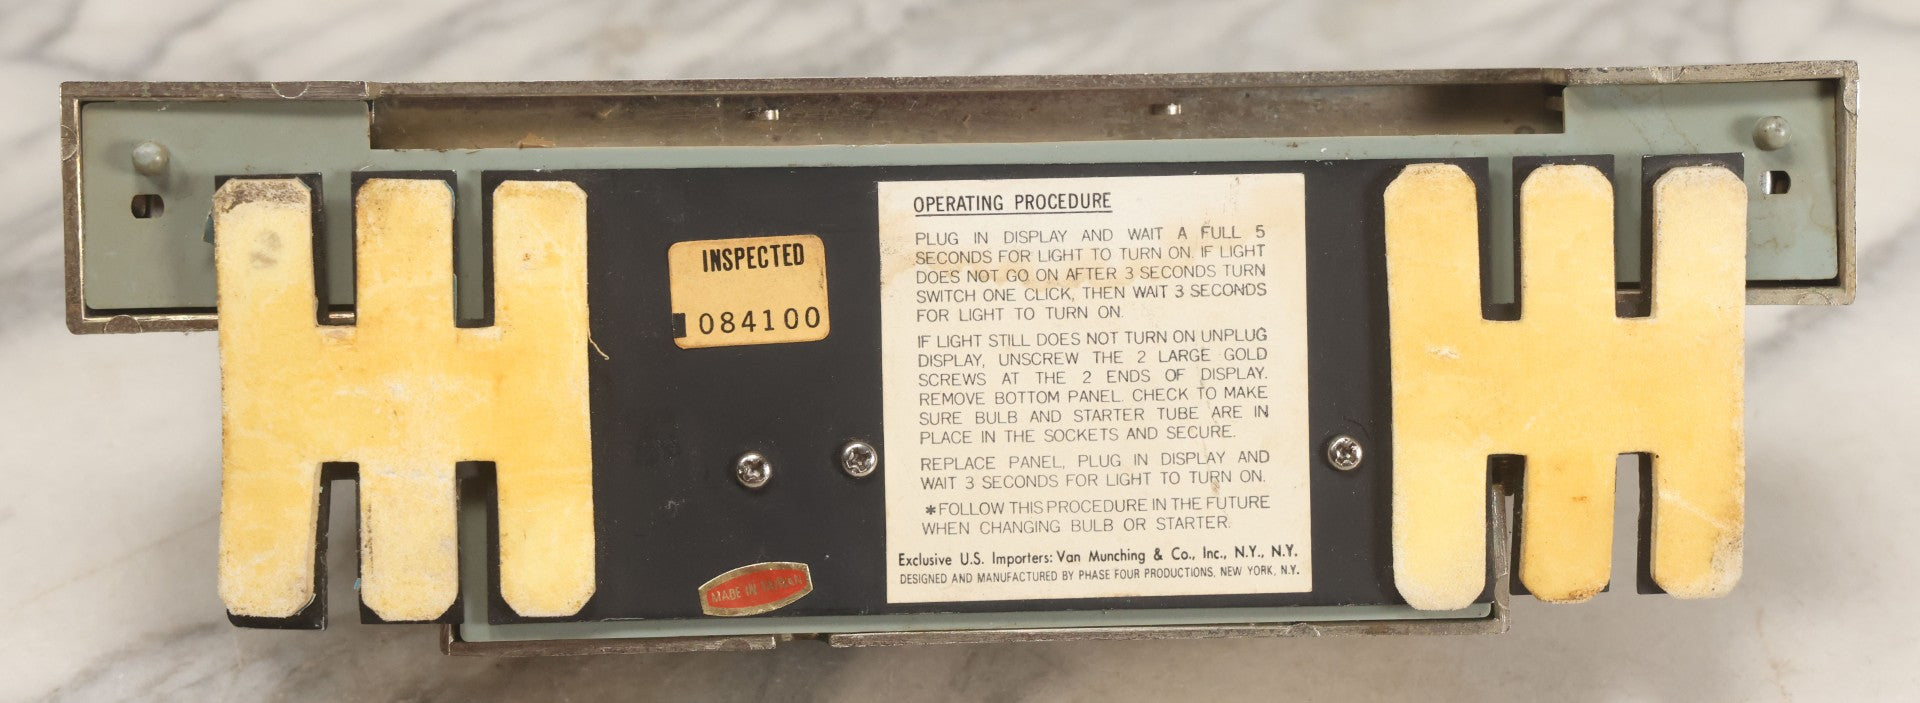 INSPECTED
084100
MADE IN TAIWAN
OPERATING PROCEDURE
PLUG IN DISPLAY AND WAIT A FULL 5
SECONDS FOR LIGHT TO TURN ON. IF LIGHT
DOES NOT GO ON AFTER 3 SECONDS TURN
SWITCH ONE CLICK, THEN WAIT 3 SECONDS
FOR LIGHT TO TURN ON.
IF LIGHT STILL DOES NOT TURN ON UNPLUG
DISPLAY, UNSCREW THE 2 LARGE GOLD
SCREWS AT THE 2 ENDS OF DISPLAY.
REMOVE BOTTOM PANEL. CHECK TO MAKE
SURE BULB AND STARTER TUBE ARE IN
PLACE IN THE SOCKETS AND SECURE.
REPLACE PANEL, PLUG IN DISPLAY AND
WAIT 3 SECONDS FOR LIGHT TO TURN ON.
*FOLLOW THIS PROCEDURE IN THE FUTURE
WHEN CHANGING BULB OR STARTER.
Exclusive U.S. Importers: Van Munching & Co., Inc., N.Y., N.Y.
DESIGNED AND MANUFACTURED BY PHASE FOUR PRODUCTIONS, NEW YORK, N.Y.